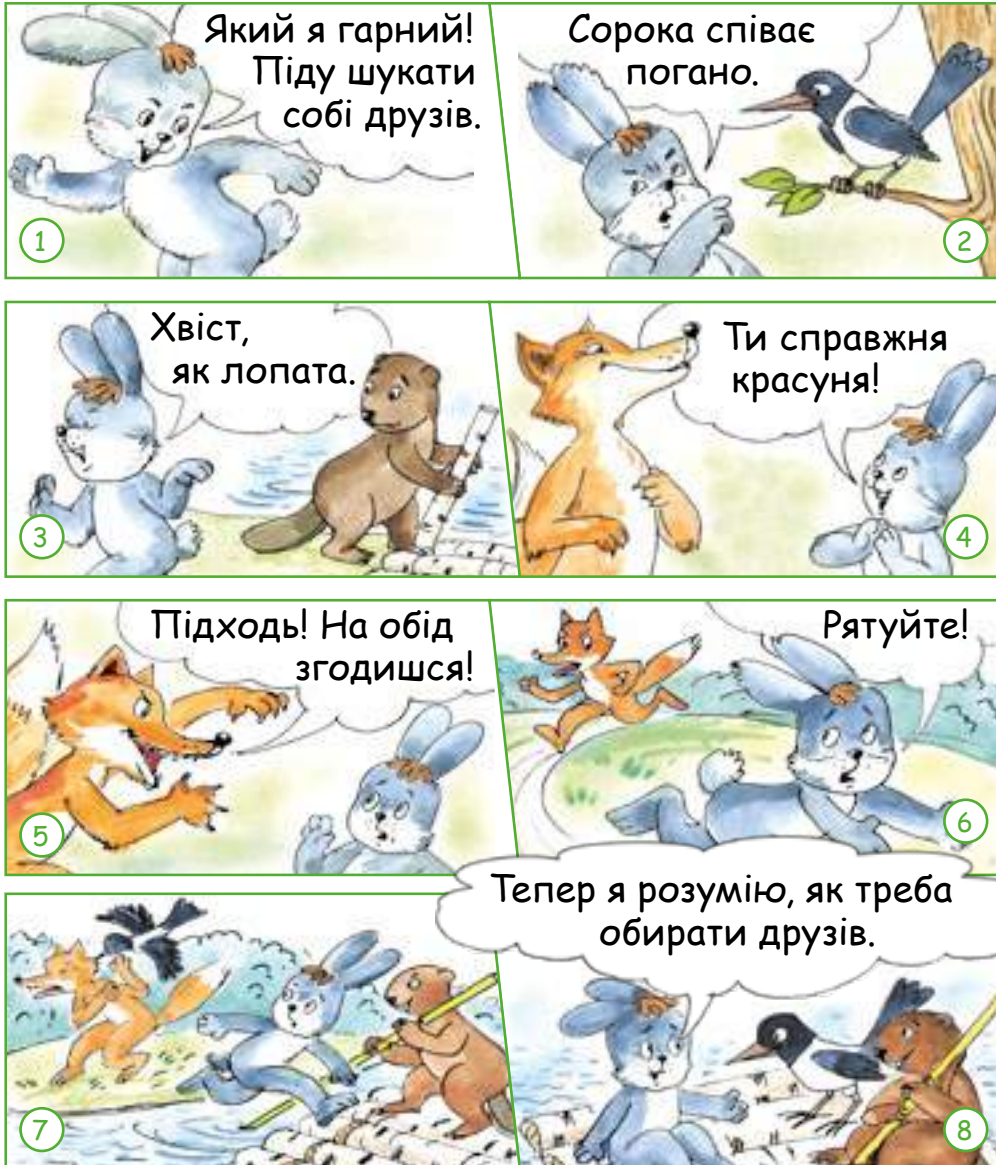 Який я гарний!
Піду шукати
собі друзів.
1
Сорока співає
погано.
2
Хвіст,
як лопата.
3
Ти справжня
красуня!
4
Підходь! На обід
згодишся!
5
Рятуйте!
6
7
Тепер я розумію, як треба
обирати друзів.
8